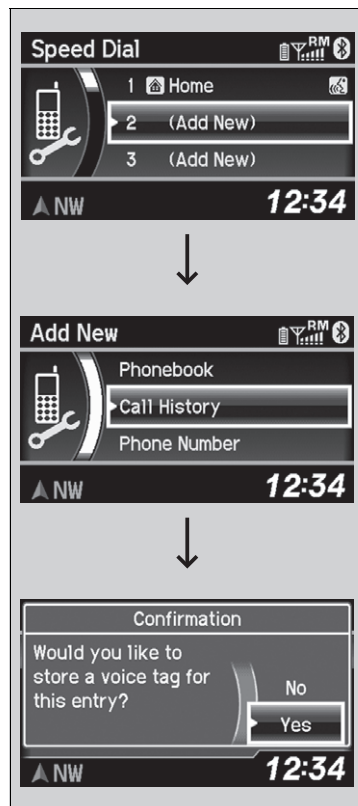 Speed Dial
RM
1 Home
2 (Add New)
3 (Add New)
NW 12:34
Add New
RM
Phonebook
Call History
Phone Number
NW 12:34
Confirmation
Would you like to
store a voice tag for
this entry?
No
Yes
NW 12:34